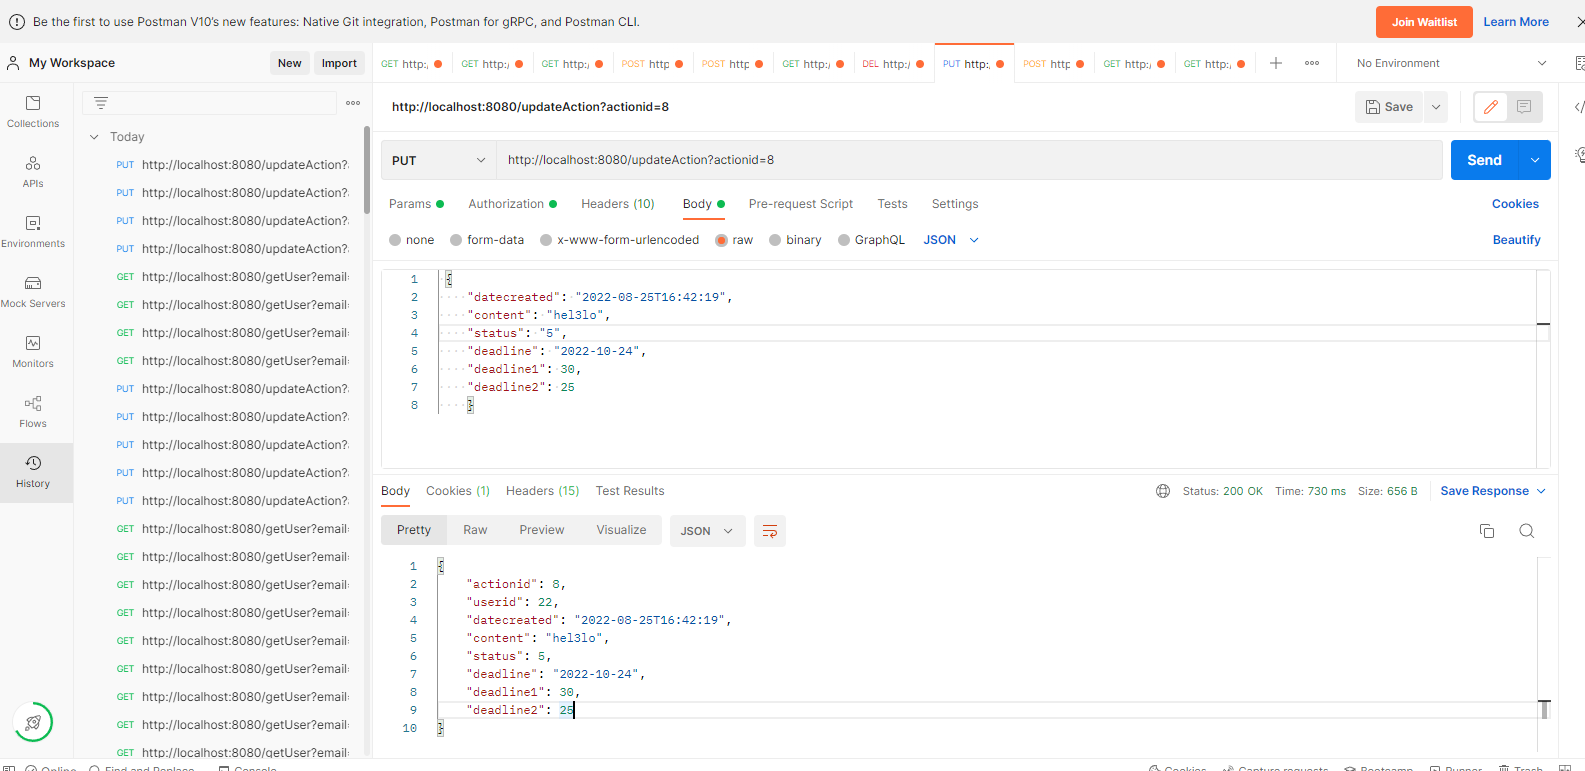 Be the first to use Postman V10's new features: Native Git integration, Postman for gRPC, and Postman CLI.
Join Waitlist
Learn More
My Workspace
New
Import
GET http:/
GET http:/
GET http:/
POST http
POST http
GET http:/
DEL http:/
PUT http:/
POST http
GET http:/
GET http:/
No Environment
Collections
APIs
Environments
Mock Servers
Monitors
Flows
History
Today
PUT http://localhost:8080/updateAction?
PUT http://localhost:8080/updateAction?
PUT http://localhost:8080/updateAction?
PUT http://localhost:8080/updateAction?
GET http://localhost:8080/getUser?email
GET http://localhost:8080/getUser?email
GET http://localhost:8080/getUser?email
GET http://localhost:8080/getUser?email
PUT http://localhost:8080/updateAction?
PUT http://localhost:8080/updateAction?
PUT http://localhost:8080/updateAction?
PUT http://localhost:8080/updateAction?
PUT http://localhost:8080/updateAction?
GET http://localhost:8080/getUser?email
GET http://localhost:8080/getUser?email
GET http://localhost:8080/getUser?email
GET http://localhost:8080/getUser?email
GET http://localhost:8080/getUser?email
GET http://localhost:8080/getUser?email
GET http://localhost:8080/getUser?email
GET http://localhost:8080/getUser?email
GET http://localhost:8080/getUser?email
http://localhost:8080/updateAction?actionid=8
Save
PUT
http://localhost:8080/updateAction?actionid=8
Send
Params Authorization Headers (10) Body Pre-request Script Tests Settings Cookies
none form-data x-www-form-urlencoded raw binary GraphQL JSON Beautify
1 {
2 "datecreated": "2022-08-25T16:42:19",
3 "content": "hel3lo",
4 "status": "5",
5 "deadline": "2022-10-24",
6 "deadline1": 30,
7 "deadline2": 25
8 }
Body Cookies (1) Headers (15) Test Results Status: 200 OK Time: 730 ms Size: 656 B Save Response
Pretty Raw Preview Visualize JSON
1 {
2 "actionid": 8,
3 "userid": 22,
4 "datecreated": "2022-08-25T16:42:19",
5 "content": "hel3lo",
6 "status": 5,
7 "deadline": "2022-10-24",
8 "deadline1": 30,
9 "deadline2": 25
10 }
Online Find and Replace Console Cookies Capture requests Bootcamp Runner Trash